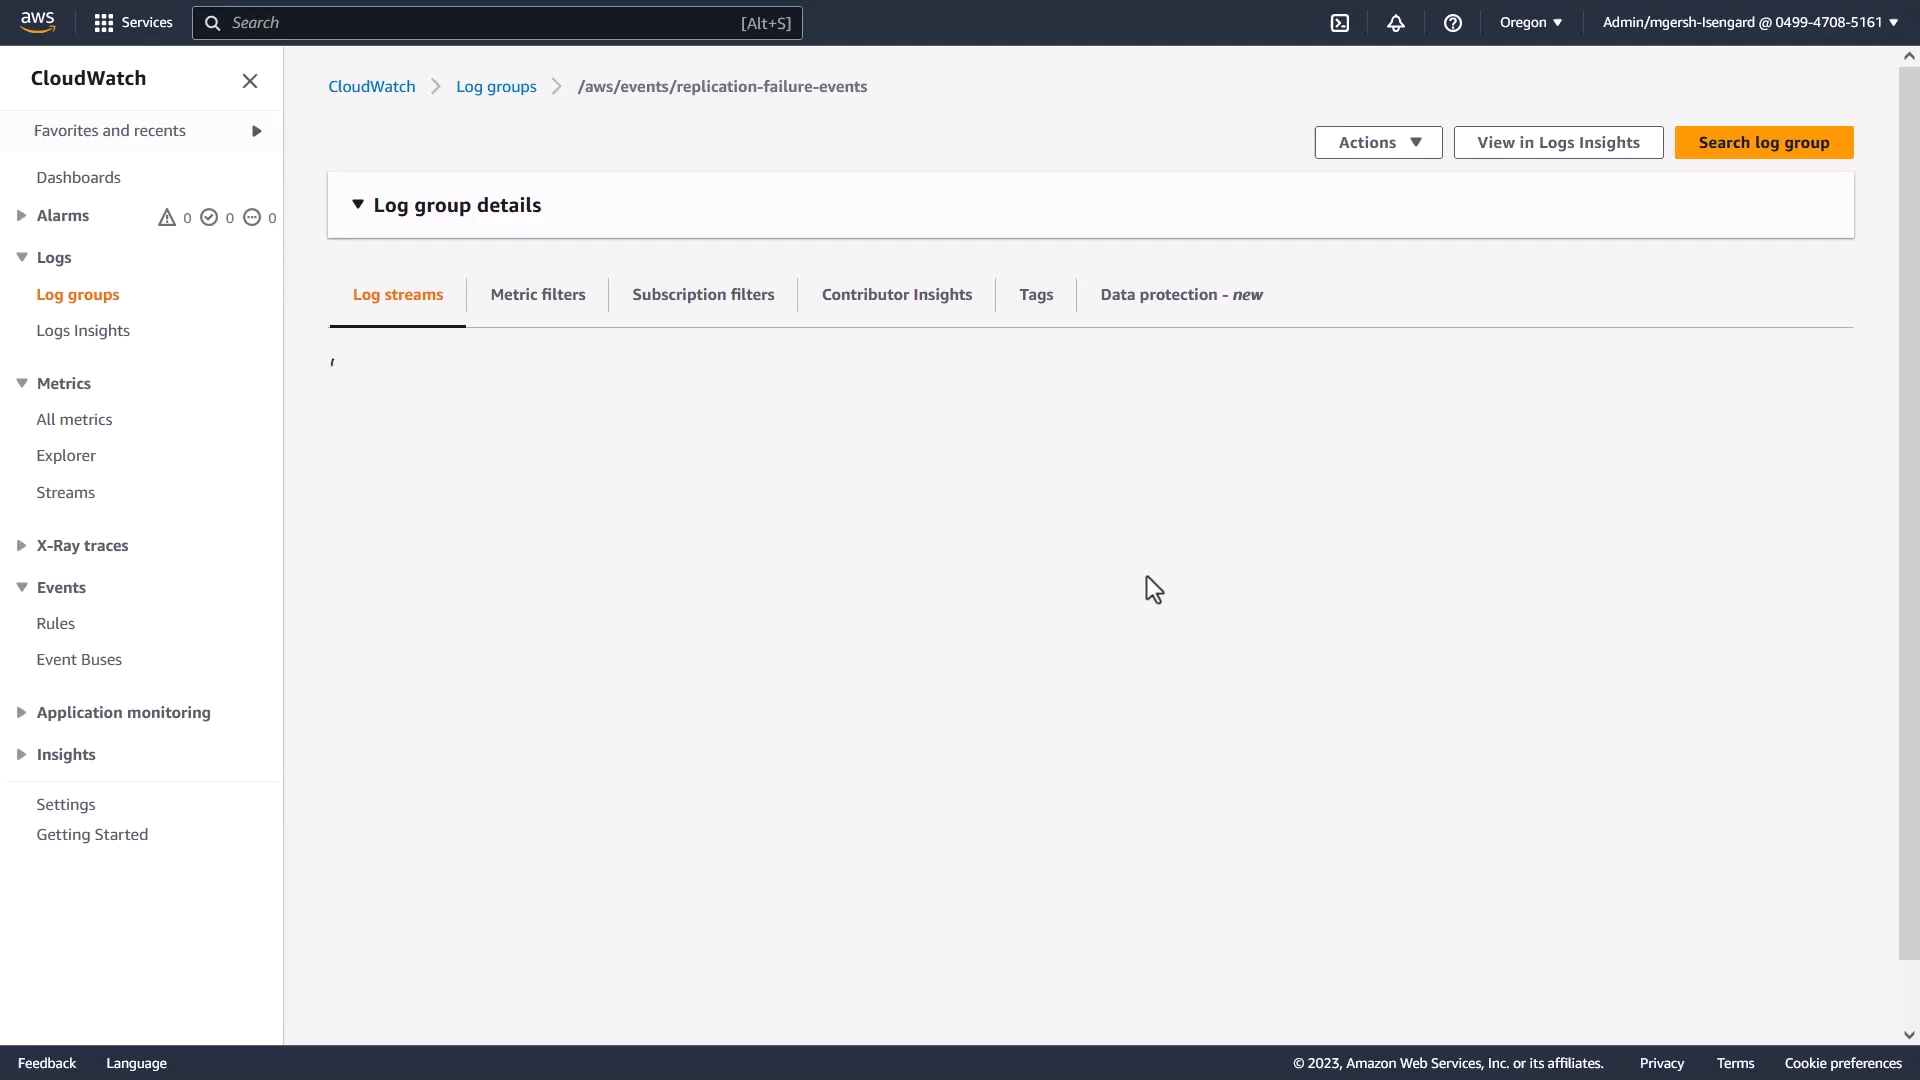 aws
Services
Search
[Alt+S]
Oregon
Admin/mgersh-Isengard @ 0499-4708-5161
CloudWatch
Favorites and recents
Dashboards
Alarms
0
0
0
Logs
Log groups
Logs Insights
Metrics
All metrics
Explorer
Streams
X-Ray traces
Events
Rules
Event Buses
Application monitoring
Insights
Settings
Getting Started
CloudWatch
Log groups
/aws/events/replication-failure-events
Actions
View in Logs Insights
Search log group
Log group details
Log streams
Metric filters
Subscription filters
Contributor Insights
Tags
Data protection - new
Feedback
Language
© 2023, Amazon Web Services, Inc. or its affiliates.
Privacy
Terms
Cookie preferences